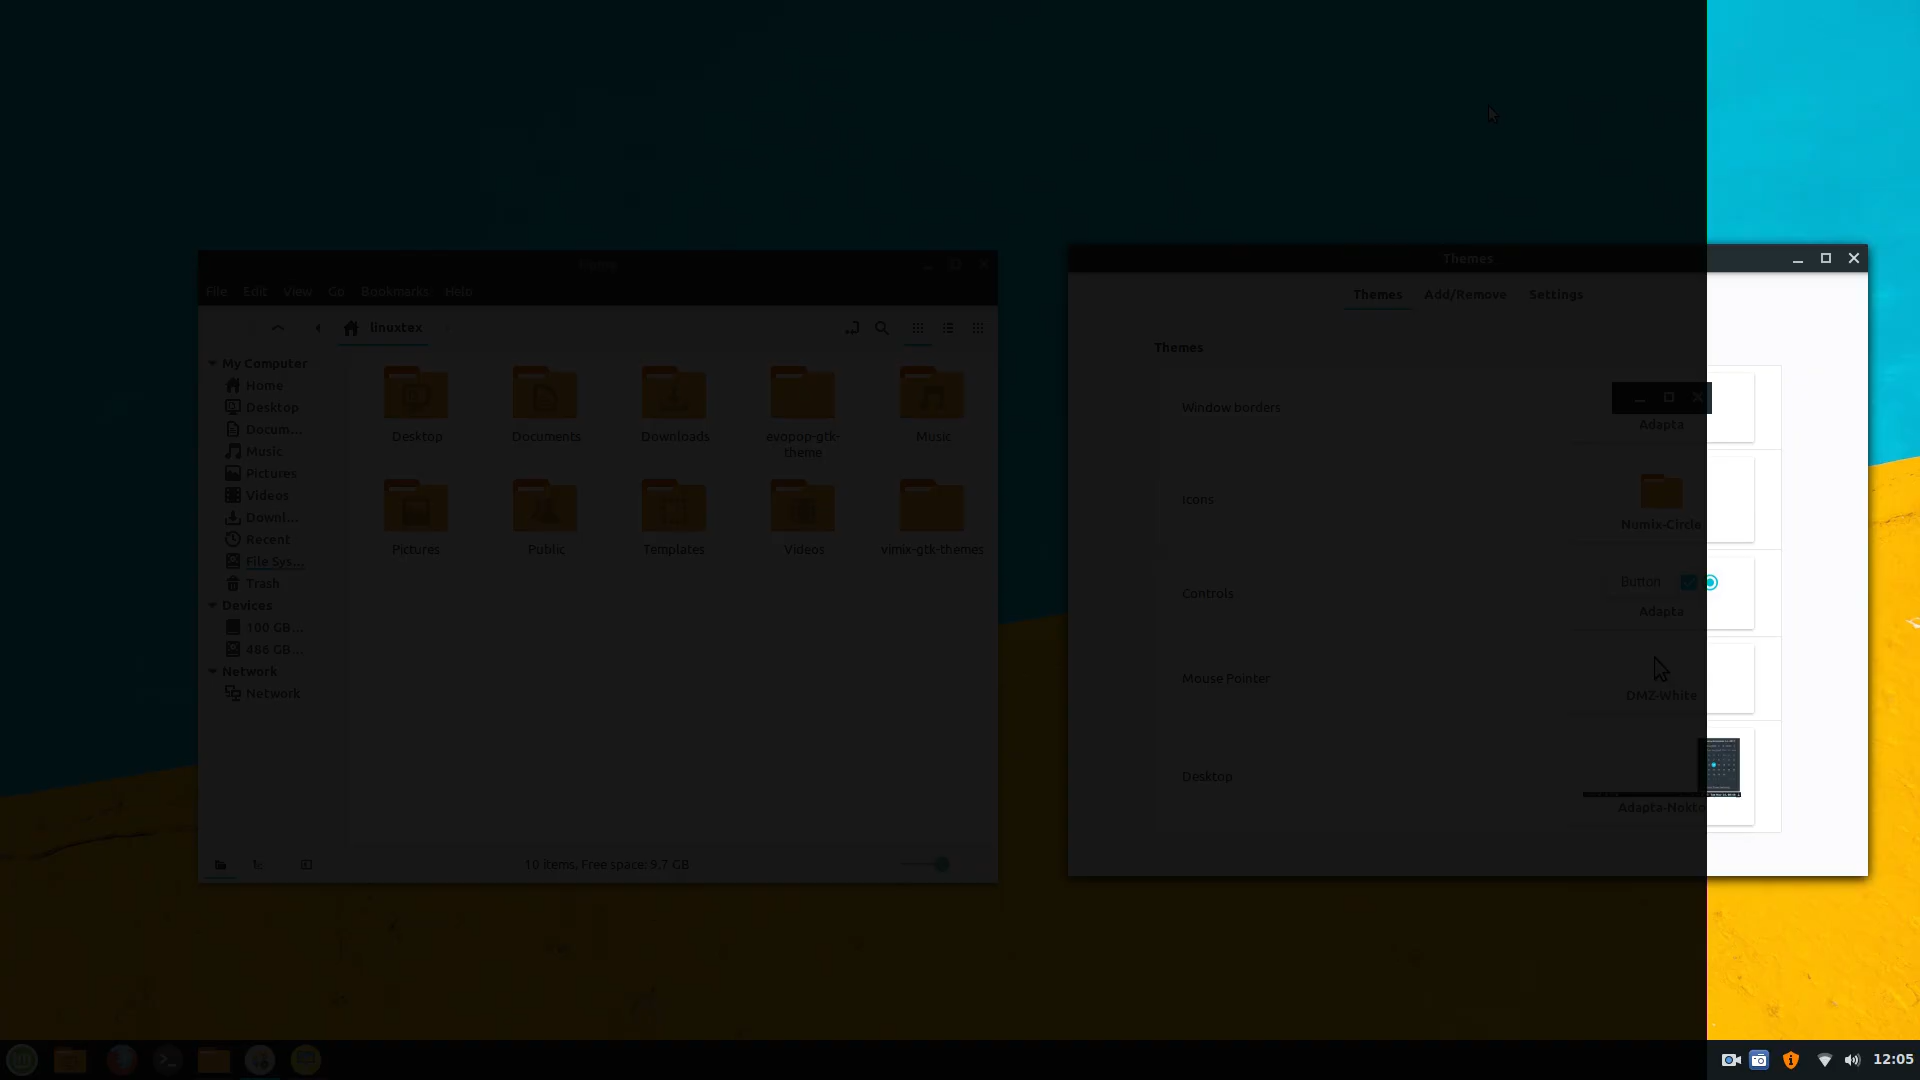 Themes
File Edit View Go Bookmarks Help
linuxtex
My Computer
Home
Desktop
Docum...
Music
Pictures
Videos
Downl...
Recent
File Sys...
Trash
Devices
100 GB...
486 GB...
Network
Network
Desktop
Documents
Downloads
evopop-gtk-
theme
Music
Pictures
Public
Templates
Videos
vimix-gtk-themes
10 items, Free space: 9.7 GB
Themes Add/Remove Settings
Themes
Window borders
Adapta
Icons
Numix-Circle
Controls
Button
Adapta
Mouse Pointer
DMZ-White
Desktop
Adapta-Nokto
12:05